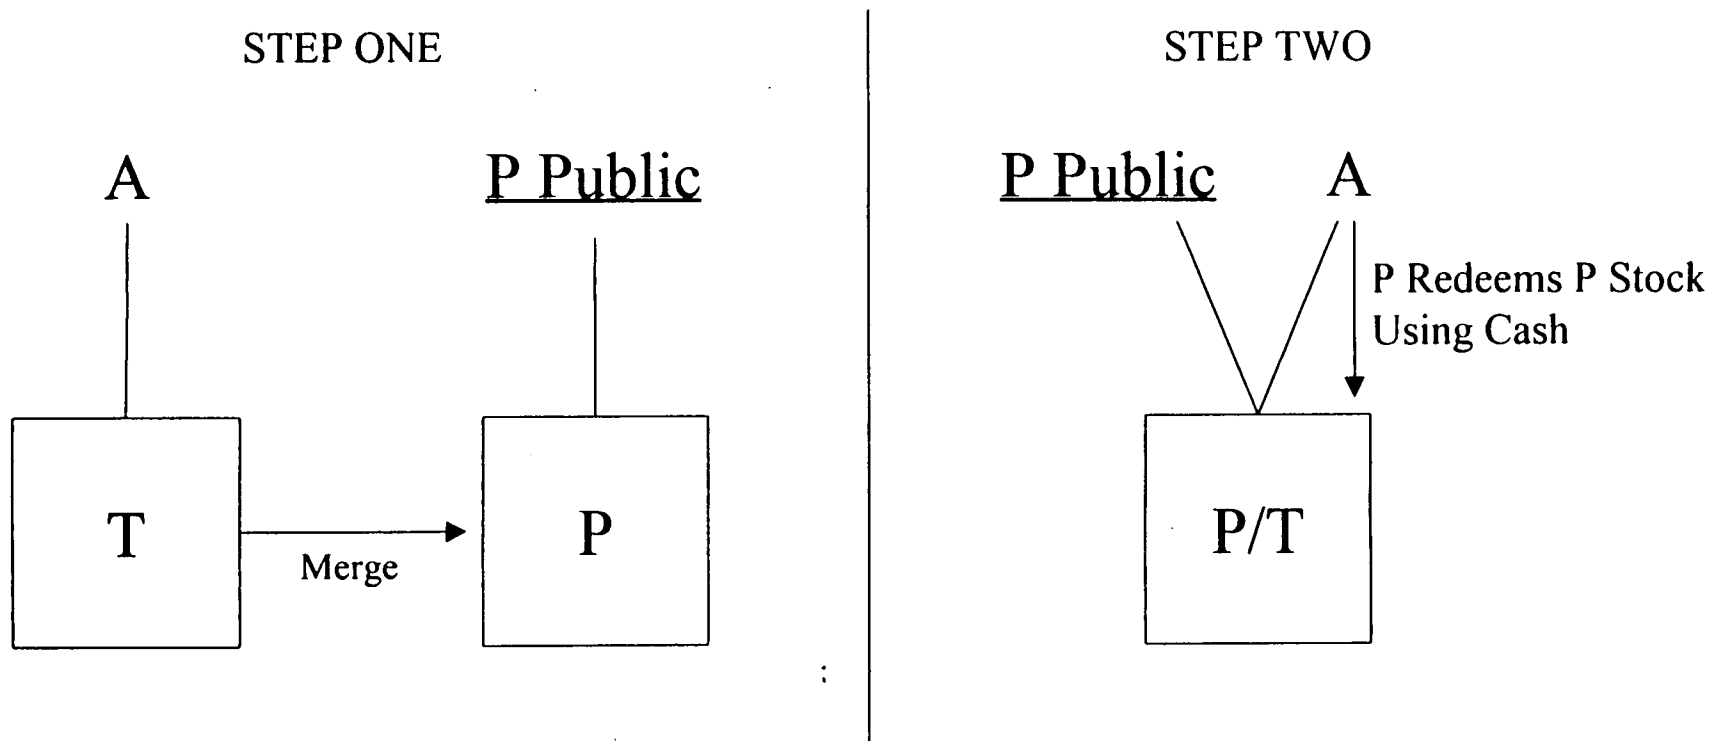 STEP ONE
A
P Public
T
Merge
P
STEP TWO
P Public
A
P Redeems P Stock
Using Cash
P/T